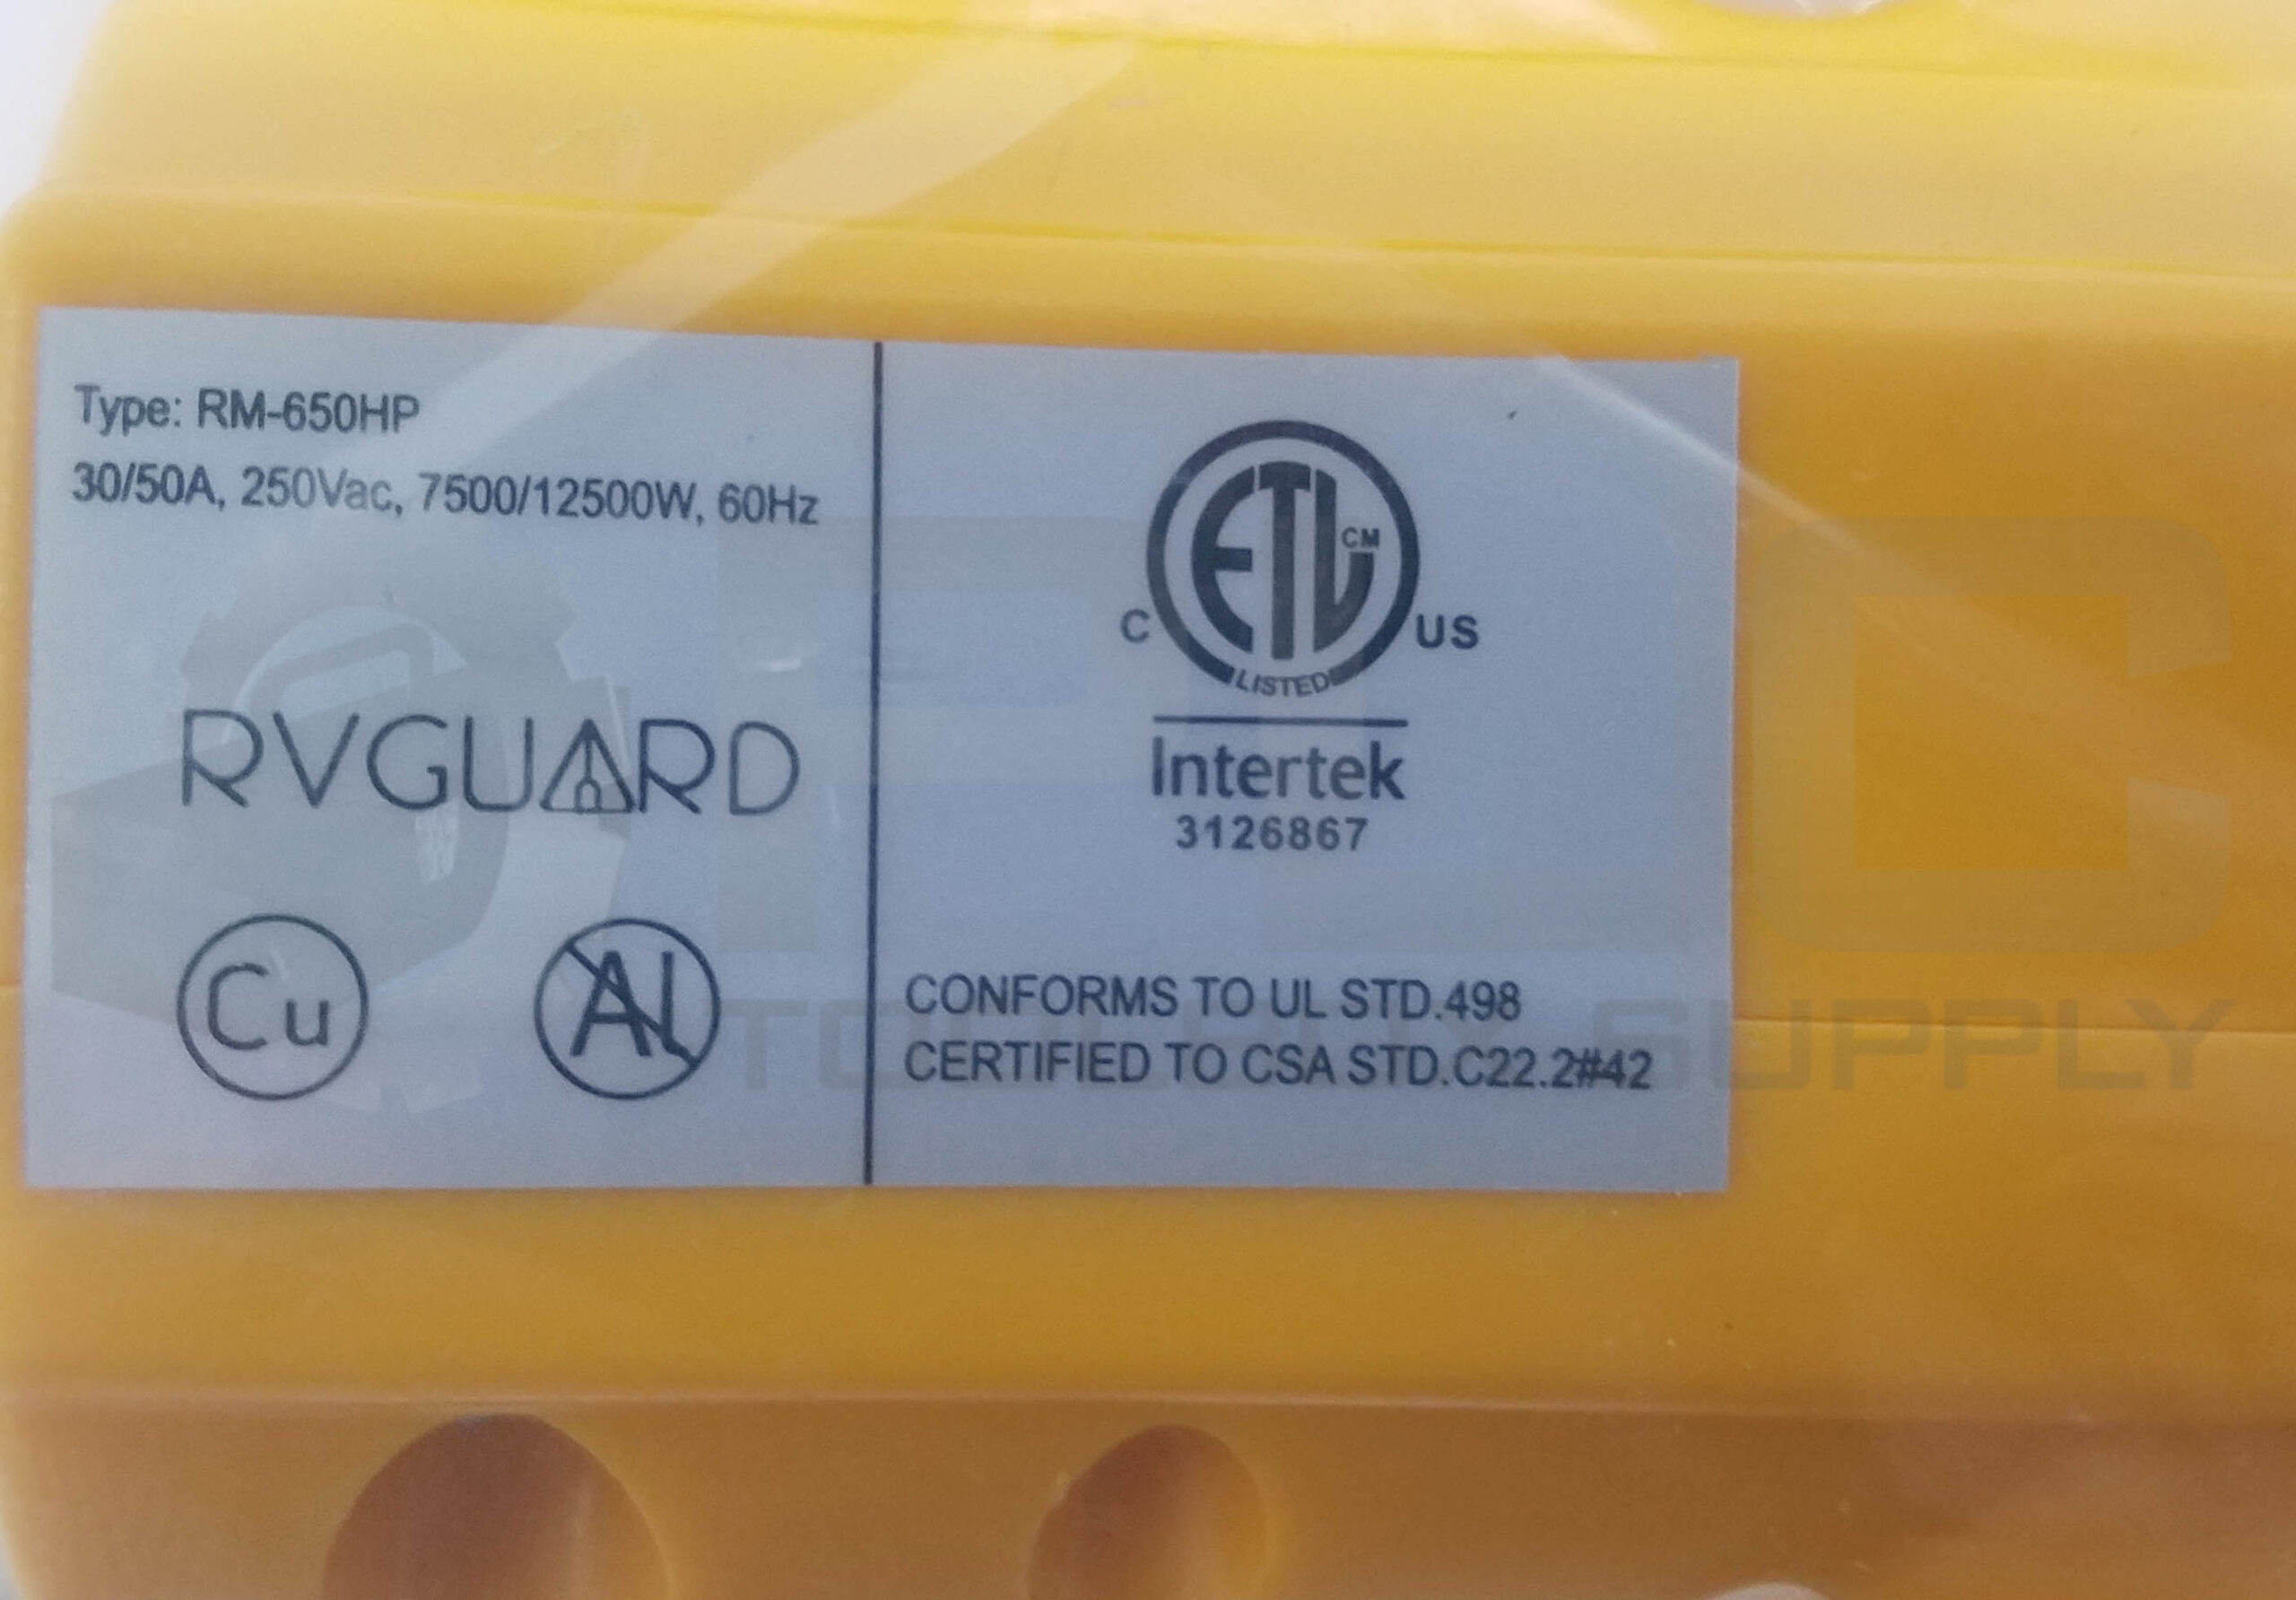 Type: RM-650HP
30/50A, 250Vac, 7500/12500W, 60Hz
RVGUARD
Cu
AL
ETL
CM
C
US
LISTED
Intertek
3126867
CONFORMS TO UL STD.498
CERTIFIED TO CSA STD.C22.2#42
SUPPLY